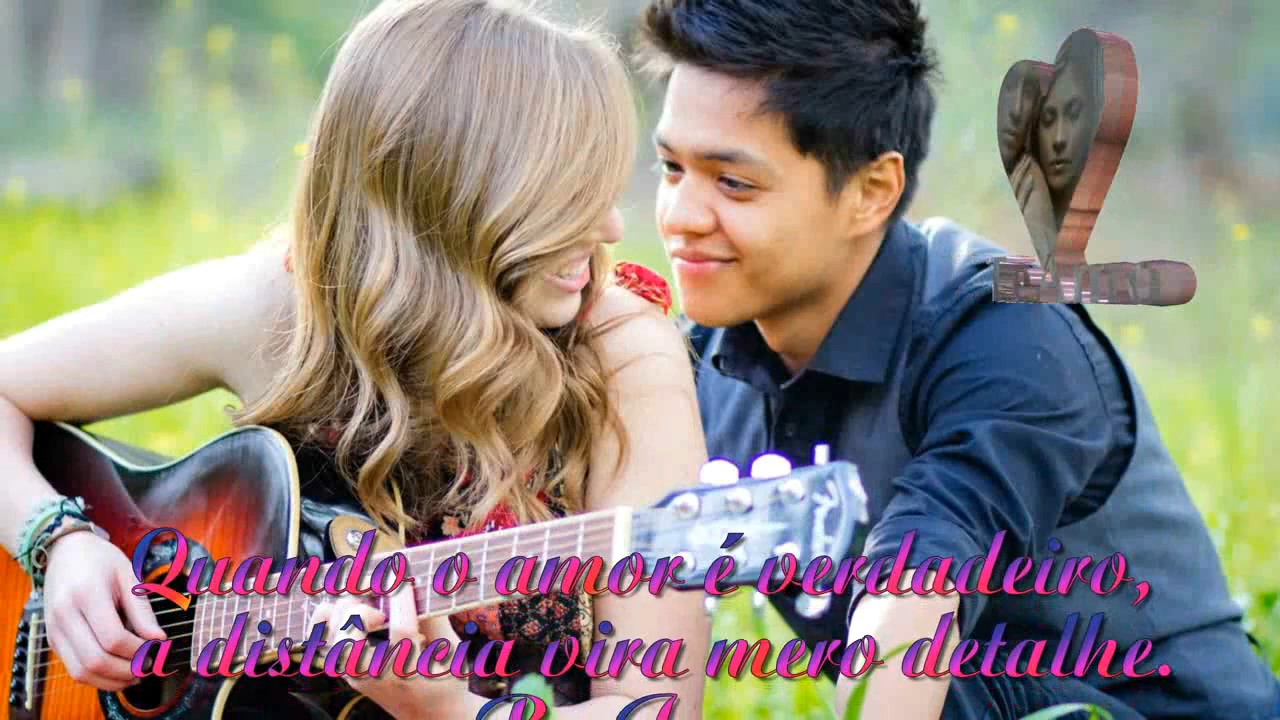 Quando o amor é verdadeiro,
a distância vira mero detalhe.